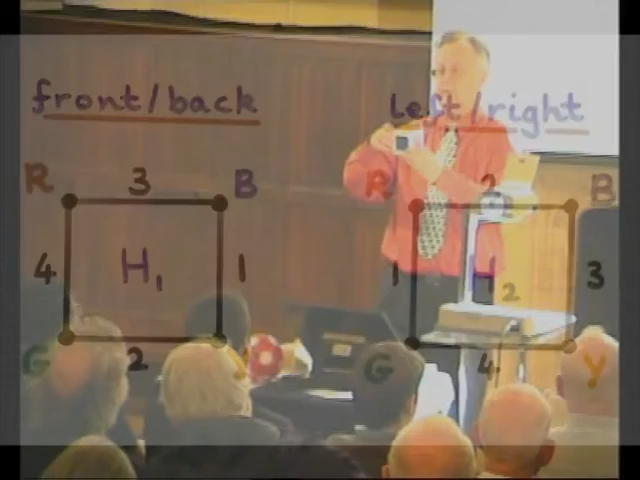 front/back left/right
R 3 B R 2 B
4 H₁ 1 1 H₂ 3
G 2 G 4 Y